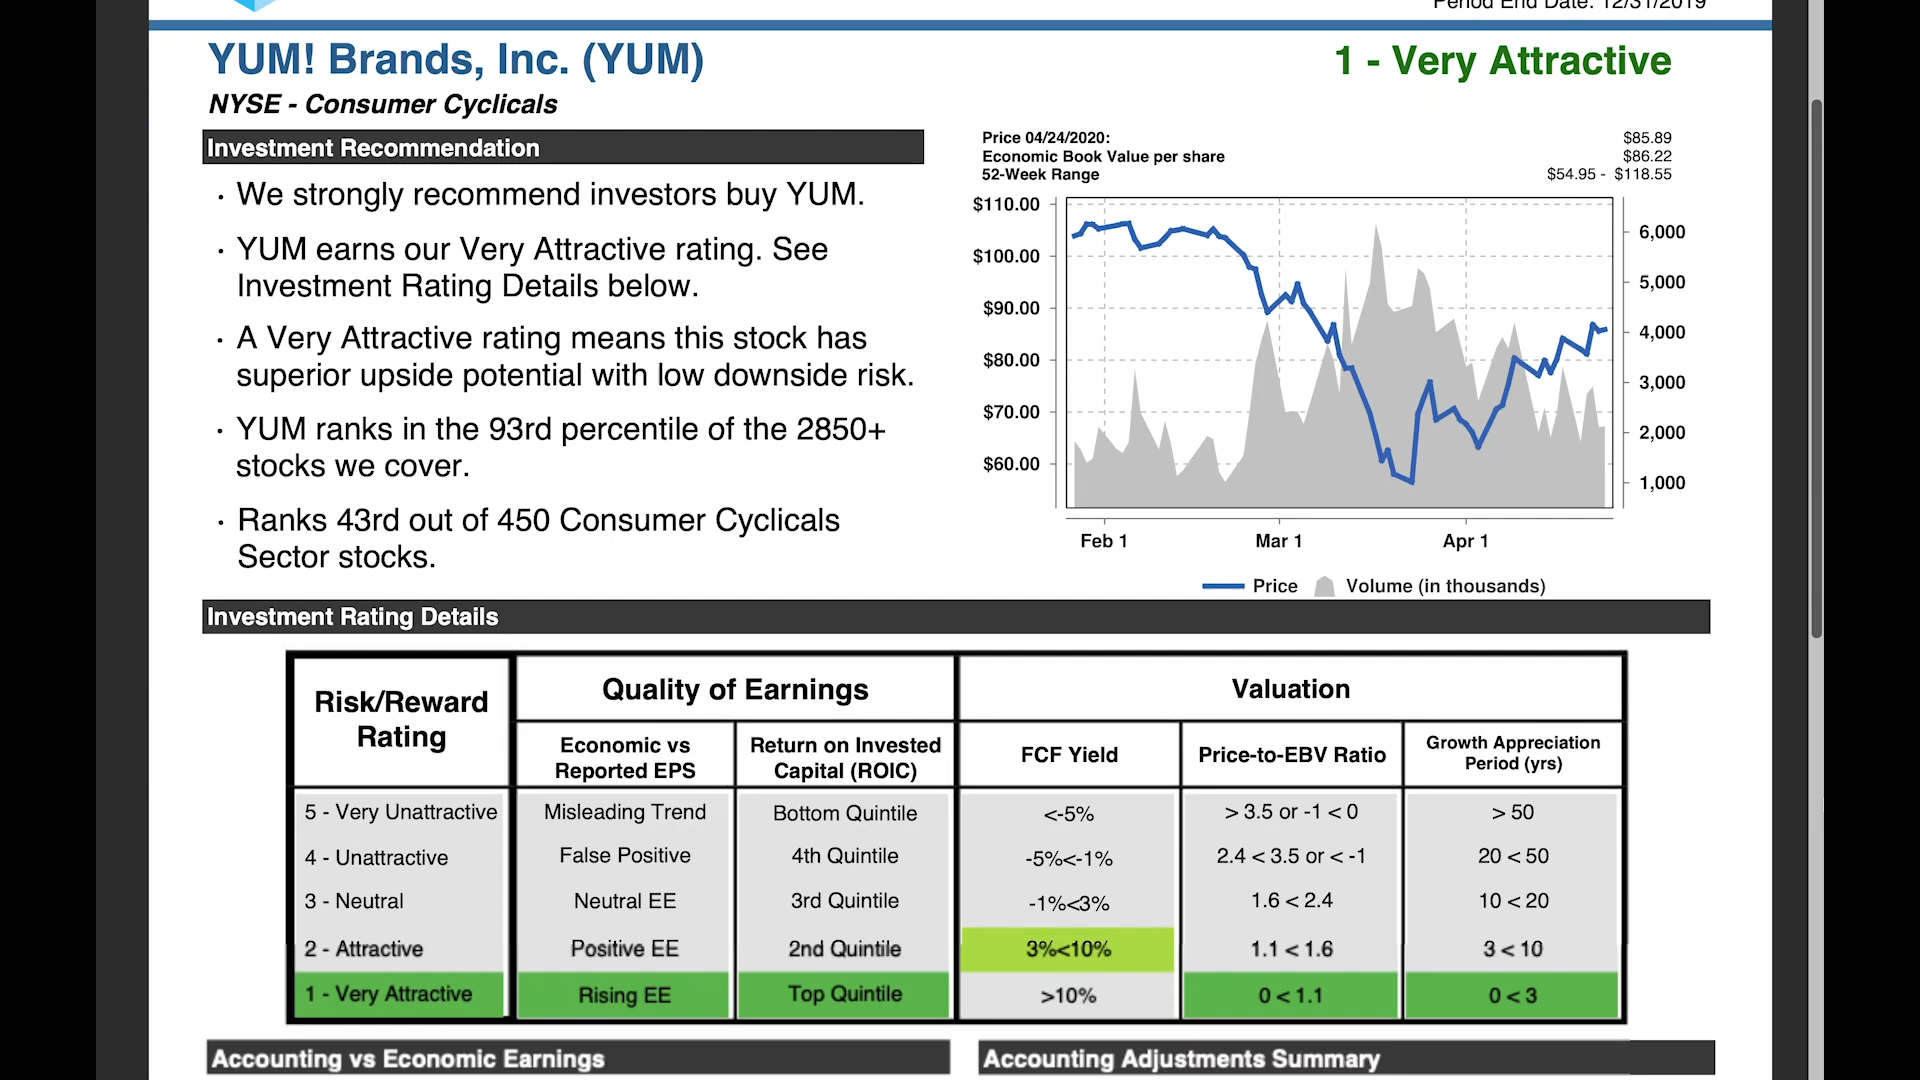 Period End Date: 12/31/2019
YUM! Brands, Inc. (YUM)
1 - Very Attractive
NYSE - Consumer Cyclicals
Investment Recommendation
· We strongly recommend investors buy YUM.
· YUM earns our Very Attractive rating. See
Investment Rating Details below.
· A Very Attractive rating means this stock has
superior upside potential with low downside risk.
· YUM ranks in the 93rd percentile of the 2850+
stocks we cover.
· Ranks 43rd out of 450 Consumer Cyclicals
Sector stocks.
Price 04/24/2020: $85.89
Economic Book Value per share $86.22
52-Week Range $54.95 - $118.55
$110.00
$100.00
$90.00
$80.00
$70.00
$60.00
6,000
5,000
4,000
3,000
2,000
1,000
Feb 1 Mar 1 Apr 1
Price Volume (in thousands)
Investment Rating Details
Risk/Reward
Rating
Quality of Earnings
Valuation
Economic vs
Reported EPS
Return on Invested
Capital (ROIC)
FCF Yield
Price-to-EBV Ratio
Growth Appreciation
Period (yrs)
5 - Very Unattractive Misleading Trend Bottom Quintile <-5% > 3.5 or -1 < 0 > 50
4 - Unattractive False Positive 4th Quintile -5%<-1% 2.4 < 3.5 or < -1 20 < 50
3 - Neutral Neutral EE 3rd Quintile -1%<3% 1.6 < 2.4 10 < 20
2 - Attractive Positive EE 2nd Quintile 3%<10% 1.1 < 1.6 3 < 10
1 - Very Attractive Rising EE Top Quintile >10% 0 < 1.1 0 < 3
Accounting vs Economic Earnings
Accounting Adjustments Summary